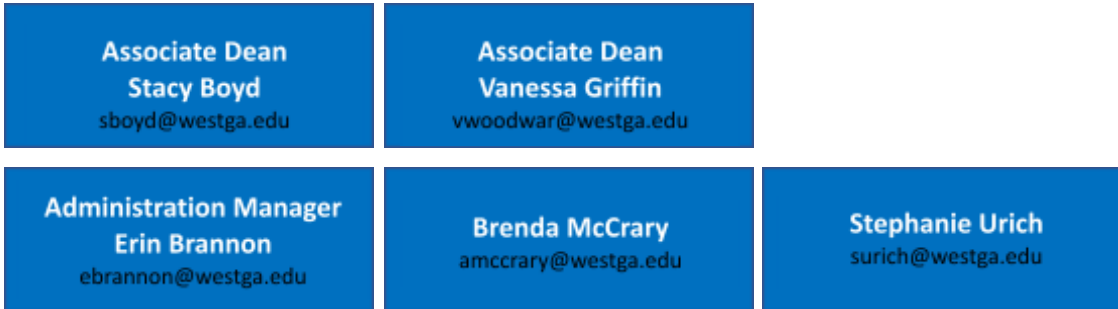 Associate Dean
Stacy Boyd
sboyd@westga.edu
Associate Dean
Vanessa Griffin
vwoodwar@westga.edu
Administration Manager
Erin Brannon
ebrannon@westga.edu
Brenda McCrary
amccrary@westga.edu
Stephanie Urich
surich@westga.edu